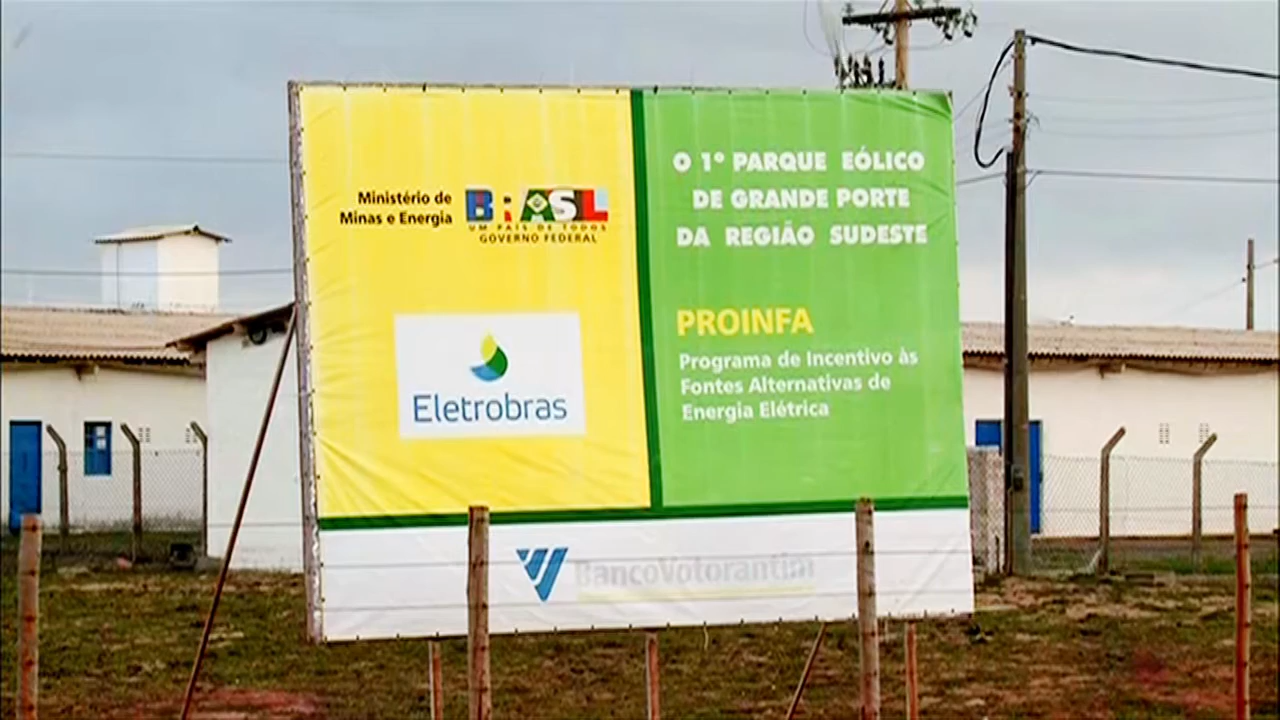 Ministério de
Minas e Energia
BRASIL
UM PAÍS DE TODOS
GOVERNO FEDERAL
Eletrobras
O 1º PARQUE EÓLICO
DE GRANDE PORTE
DA REGIÃO SUDESTE
PROINFA
Programa de Incentivo às
Fontes Alternativas de
Energia Elétrica
BancoVotorantim